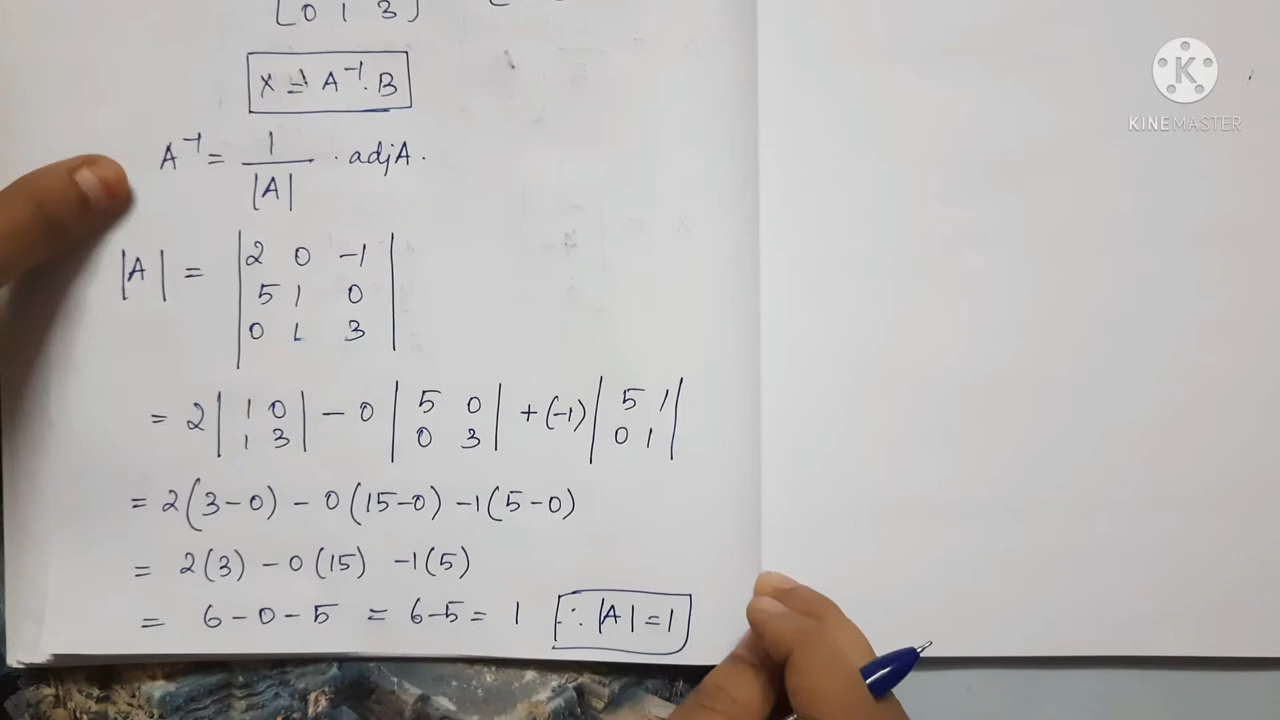 [0 1 3]
X = A⁻¹.B
A⁻¹ = 1/|A| . adjA.
|A| = |2 0 -1|
|5 1 0|
|0 1 3|
= 2 |1 0| - 0 |5 0| + (-1) |5 1|
|1 3| |0 3| |0 1|
= 2(3-0) - 0(15-0) -1(5-0)
= 2(3) - 0(15) -1(5)
= 6-0-5 = 6-5 = 1 ∴ |A| = 1
K
KINEMASTER